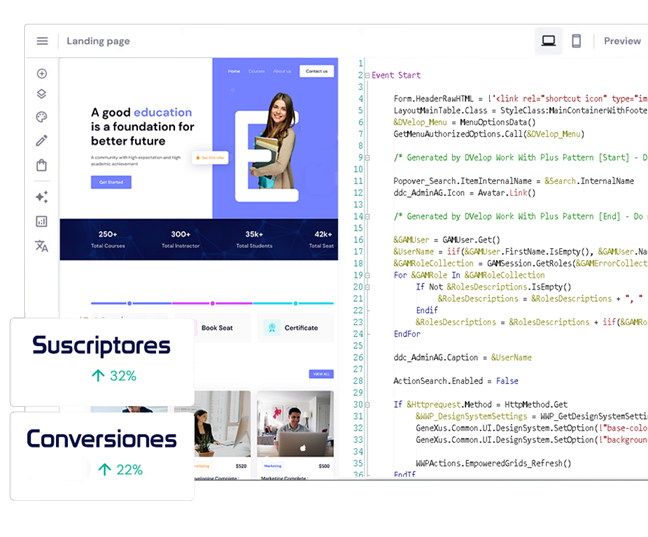 Landing page
Preview
Home Courses About us Contact us
A good education
is a foundation for
better future
A community with high expectation and high
academic achievement
Get Started
E
250+ 300+ 35k+ 42k+
Total Courses Total Instractor Total Students Total Seat
Book Seat
Certificate
VIEW ALL
$520
Marketing $500
Marketing Complete
Suscriptores
↑ 32%
Conversiones
↑ 22%
1
2 Event Start
3
4 Form.HeaderRawHTML = !'<link rel="shortcut icon" type="im
5 LayoutMainTable.Class = StyleClass:MainContainerWithFoote
6 &DVelop_Menu = MenuOptionsData()
7 GetMenuAuthorizedOptions.Call(&DVelop_Menu)
8
9 /* Generated by DVelop Work With Plus Pattern [Start] - D
10
11 Popover_Search.ItemInternalName = &Search.InternalName
12 ddc_AdminAG.Icon = Avatar.Link()
13
14 /* Generated by DVelop Work With Plus Pattern [End] - Do
15
16 &GAMUser = GAMUser.Get()
17 &UserName = iif(&GAMUser.FirstName.IsEmpty(), &GAMUser.Na
18 &GAMRoleCollection = GAMSession.GetRoles(&GAMErrorCollect
19 For &GAMRole In &GAMRoleCollection
20 If Not &RolesDescriptions.IsEmpty()
21 &RolesDescriptions = &RolesDescriptions + ", "
22 Endif
23 &RolesDescriptions = &RolesDescriptions + iif(&GAMRo
24 EndFor
25
26 ddc_AdminAG.Caption = &UserName
27
28 ActionSearch.Enabled = False
29
30 If &Httprequest.Method = HttpMethod.Get
31 &WWP_DesignSystemSettings = WWP_GetDesignSystemSettin
32 GeneXus.Common.UI.DesignSystem.SetOption(!"base-colo
33 GeneXus.Common.UI.DesignSystem.SetOption(!"backgroun
34
35 WWPActions.EmpoweredGrids_Refresh()
36 EndIf